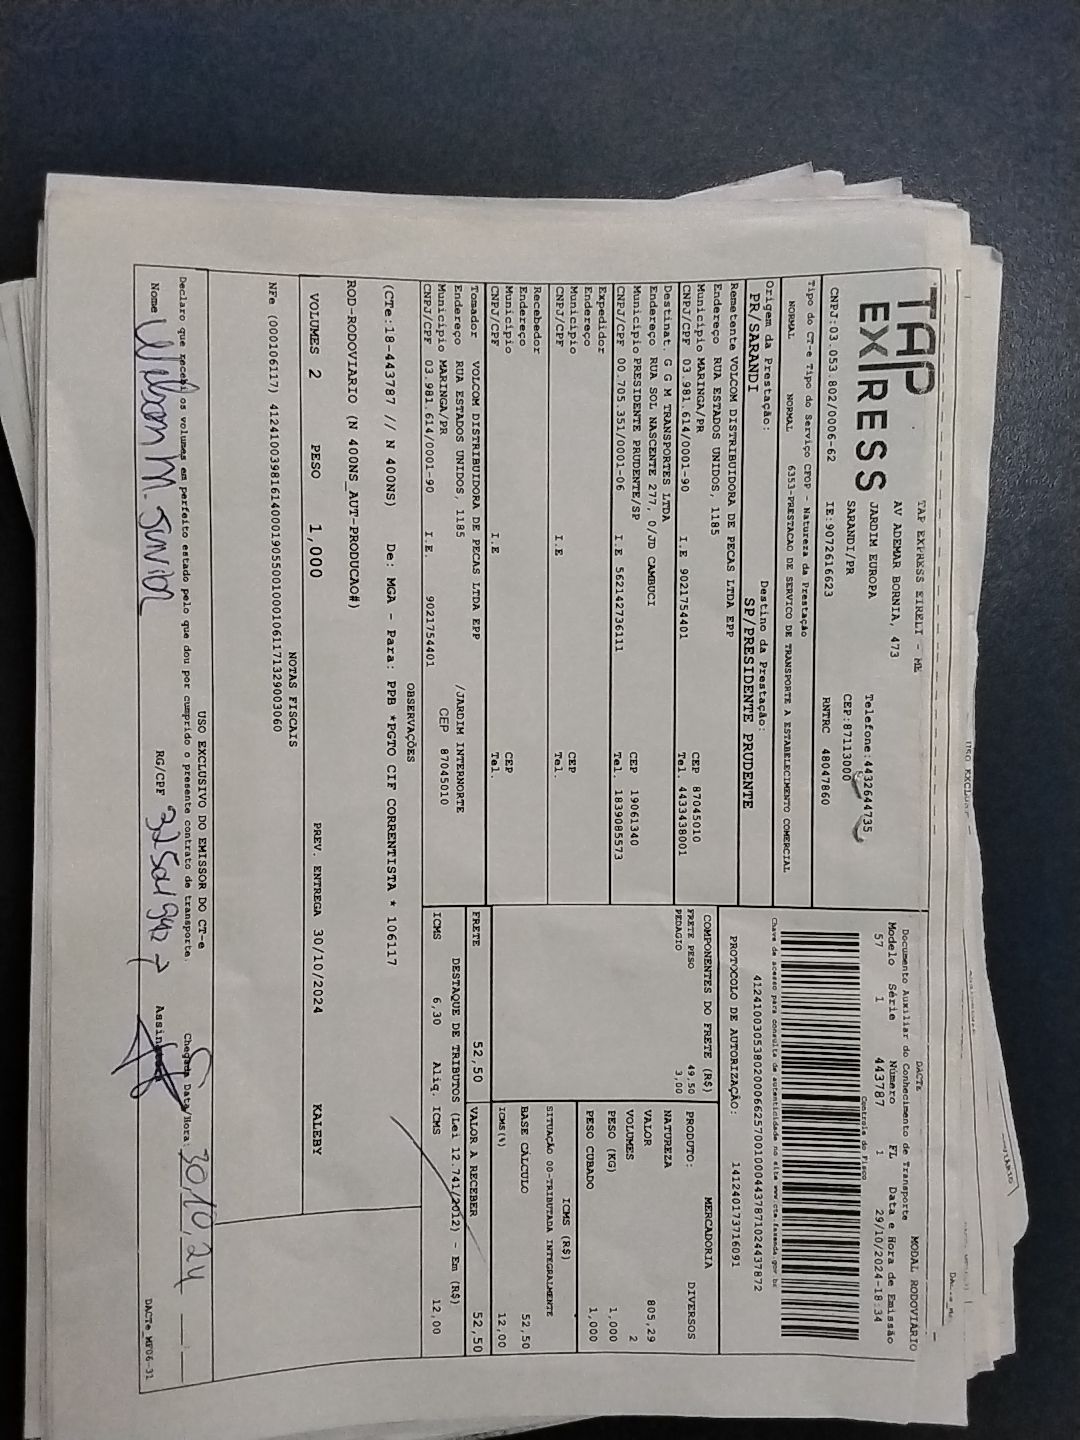 TAP EXPRESS
TAP EXPRESS EIRELI - ME
AV ADEMAR BORNIA, 473
JARDIM EUROPA
SARANDI/PR
Telefone:4432644735
CEP:87113000
CNPJ:03.053.802/0006-62 IE:9072616623 RNTRC 48047860
DACTe MODAL RODOVIÁRIO
Documento Auxiliar do Conhecimento de Transporte
Modelo Série Número FL Data e Hora de Emissão
57 1 443787 1 29/10/2024-18:34
Controle do Fisco
Chave de acesso para consulta de autenticidade no site www.cte.fazenda.gov.br
41241003053802000662570010004437871024437872
PROTOCOLO DE AUTORIZAÇÃO: 141240173716091
Tipo do CT-e Tipo do Serviço CFOP - Natureza da Prestação
NORMAL NORMAL 6353-PRESTACAO DE SERVICO DE TRANSPORTE A ESTABELECIMENTO COMERCIAL
Origem da Prestação: Destino da Prestação:
PR/SARANDI SP/PRESIDENTE PRUDENTE
Remetente VOLCOM DISTRIBUIDORA DE PECAS LTDA EPP
Endereço RUA ESTADOS UNIDOS, 1185
Município MARINGA/PR CEP 87045010
CNPJ/CPF 03.981.614/0001-90 I.E 9021754401 Tel. 4433438001
Destinat G G M TRANSPORTES LTDA
Endereço RUA SOL NASCENTE 277, 0/JD CAMBUCI
Município PRESIDENTE PRUDENTE/SP CEP 19061340
CNPJ/CPF 00.705.351/0001-06 I.E 562142736111 Tel. 1839085573
Expedidor
Endereço
Município CEP
CNPJ/CPF I.E Tel.
Recebedor
Endereço
Município CEP
CNPJ/CPF I.E Tel.
Tomador VOLCOM DISTRIBUIDORA DE PECAS LTDA EPP
Endereço RUA ESTADOS UNIDOS, 1185 /JARDIM INTERNORTE
Município MARINGA/PR CEP 87045010
CNPJ/CPF 03.981.614/0001-90 I.E. 9021754401
COMPONENTES DO FRETE (R$)
FRETE PESO 49,50
PEDAGIO 3,00
MERCADORIA
PRODUTO: DIVERSOS
NATUREZA
VALOR 805,29
VOLUMES 2
PESO (KG) 1,000
PESO CUBADO 1,000
ICMS (R$)
SITUAÇÃO 00-TRIBUTADA INTEGRALMENTE
BASE CÁLCULO 52,50
ICMS(%) 12,00
FRETE 52,50 VALOR A RECEBER 52,50
DESTAQUE DE TRIBUTOS (Lei 12.741/2012) - Em (R$)
ICMS 6,30 Aliq. ICMS 12,00
OBSERVAÇÕES
(CTe:18-443787 // N 400NS) De: MGA - Para: PPB *PGTO CIF CORRENTISTA * 106117
ROD-RODOVIARIO (N 400NS_AUT-PRODUCAO#)
VOLUMES 2 PESO 1,000 PREV. ENTREGA 30/10/2024 KALEBY
NOTAS FISCAIS
NFe (000106117) 41241003981614000190550010001061171329003060
USO EXCLUSIVO DO EMISSOR DO CT-e
Declaro que recebi os volumes em perfeito estado pelo que dou por cumprido o presente contrato de transporte. Chegada Data/Hora: 30,10,24
Nome Wilson M. Junior RG/CPF Assinatura
DACTe_MF06-31